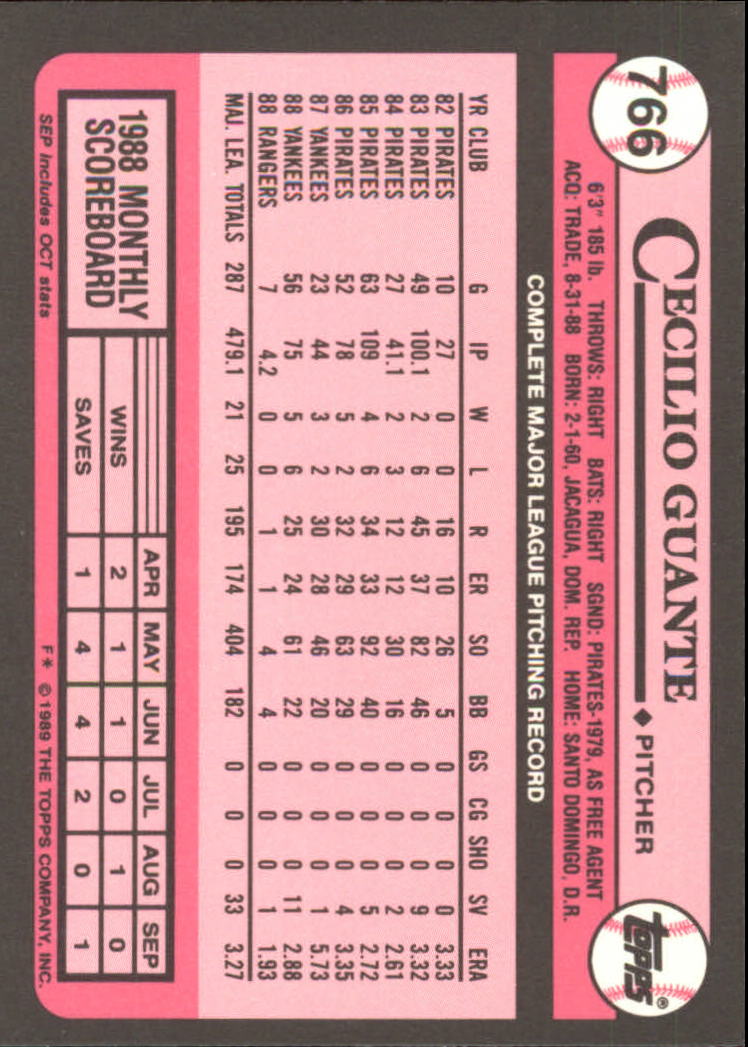 766
CECILIO GUANTE ◆ PITCHER
Topps®
6'3" 185 lb. THROWS: RIGHT BATS: RIGHT SGND: PIRATES-1979, AS FREE AGENT
ACQ: TRADE, 8-31-88 BORN: 2-1-60, JACAGUA, DOM. REP. HOME: SANTO DOMINGO, D.R.
COMPLETE MAJOR LEAGUE PITCHING RECORD
YR CLUB G IP W L R ER SO BB GS CG SHO SV ERA
82 PIRATES 10 27 0 0 16 10 26 5 0 0 0 0 3.33
83 PIRATES 49 100.1 2 6 45 37 82 46 0 0 0 9 3.32
84 PIRATES 27 41.1 2 3 12 12 30 16 0 0 0 2 2.61
85 PIRATES 63 109 4 6 34 33 92 40 0 0 0 5 2.72
86 PIRATES 52 78 5 2 32 29 63 29 0 0 0 4 3.35
87 YANKEES 23 44 3 2 30 28 46 20 0 0 0 1 5.73
88 YANKEES 56 75 5 6 25 24 61 22 0 0 0 11 2.88
88 RANGERS 7 4.2 0 0 1 1 4 4 0 0 0 1 1.93
MAJ. LEA. TOTALS 287 479.1 21 25 195 174 404 182 0 0 0 33 3.27
1988 MONTHLY
SCOREBOARD
APR MAY JUN JUL AUG SEP
WINS 2 1 1 0 1 0
SAVES 1 4 4 2 0 1
SEP includes OCT stats
F* © 1989 THE TOPPS COMPANY, INC.